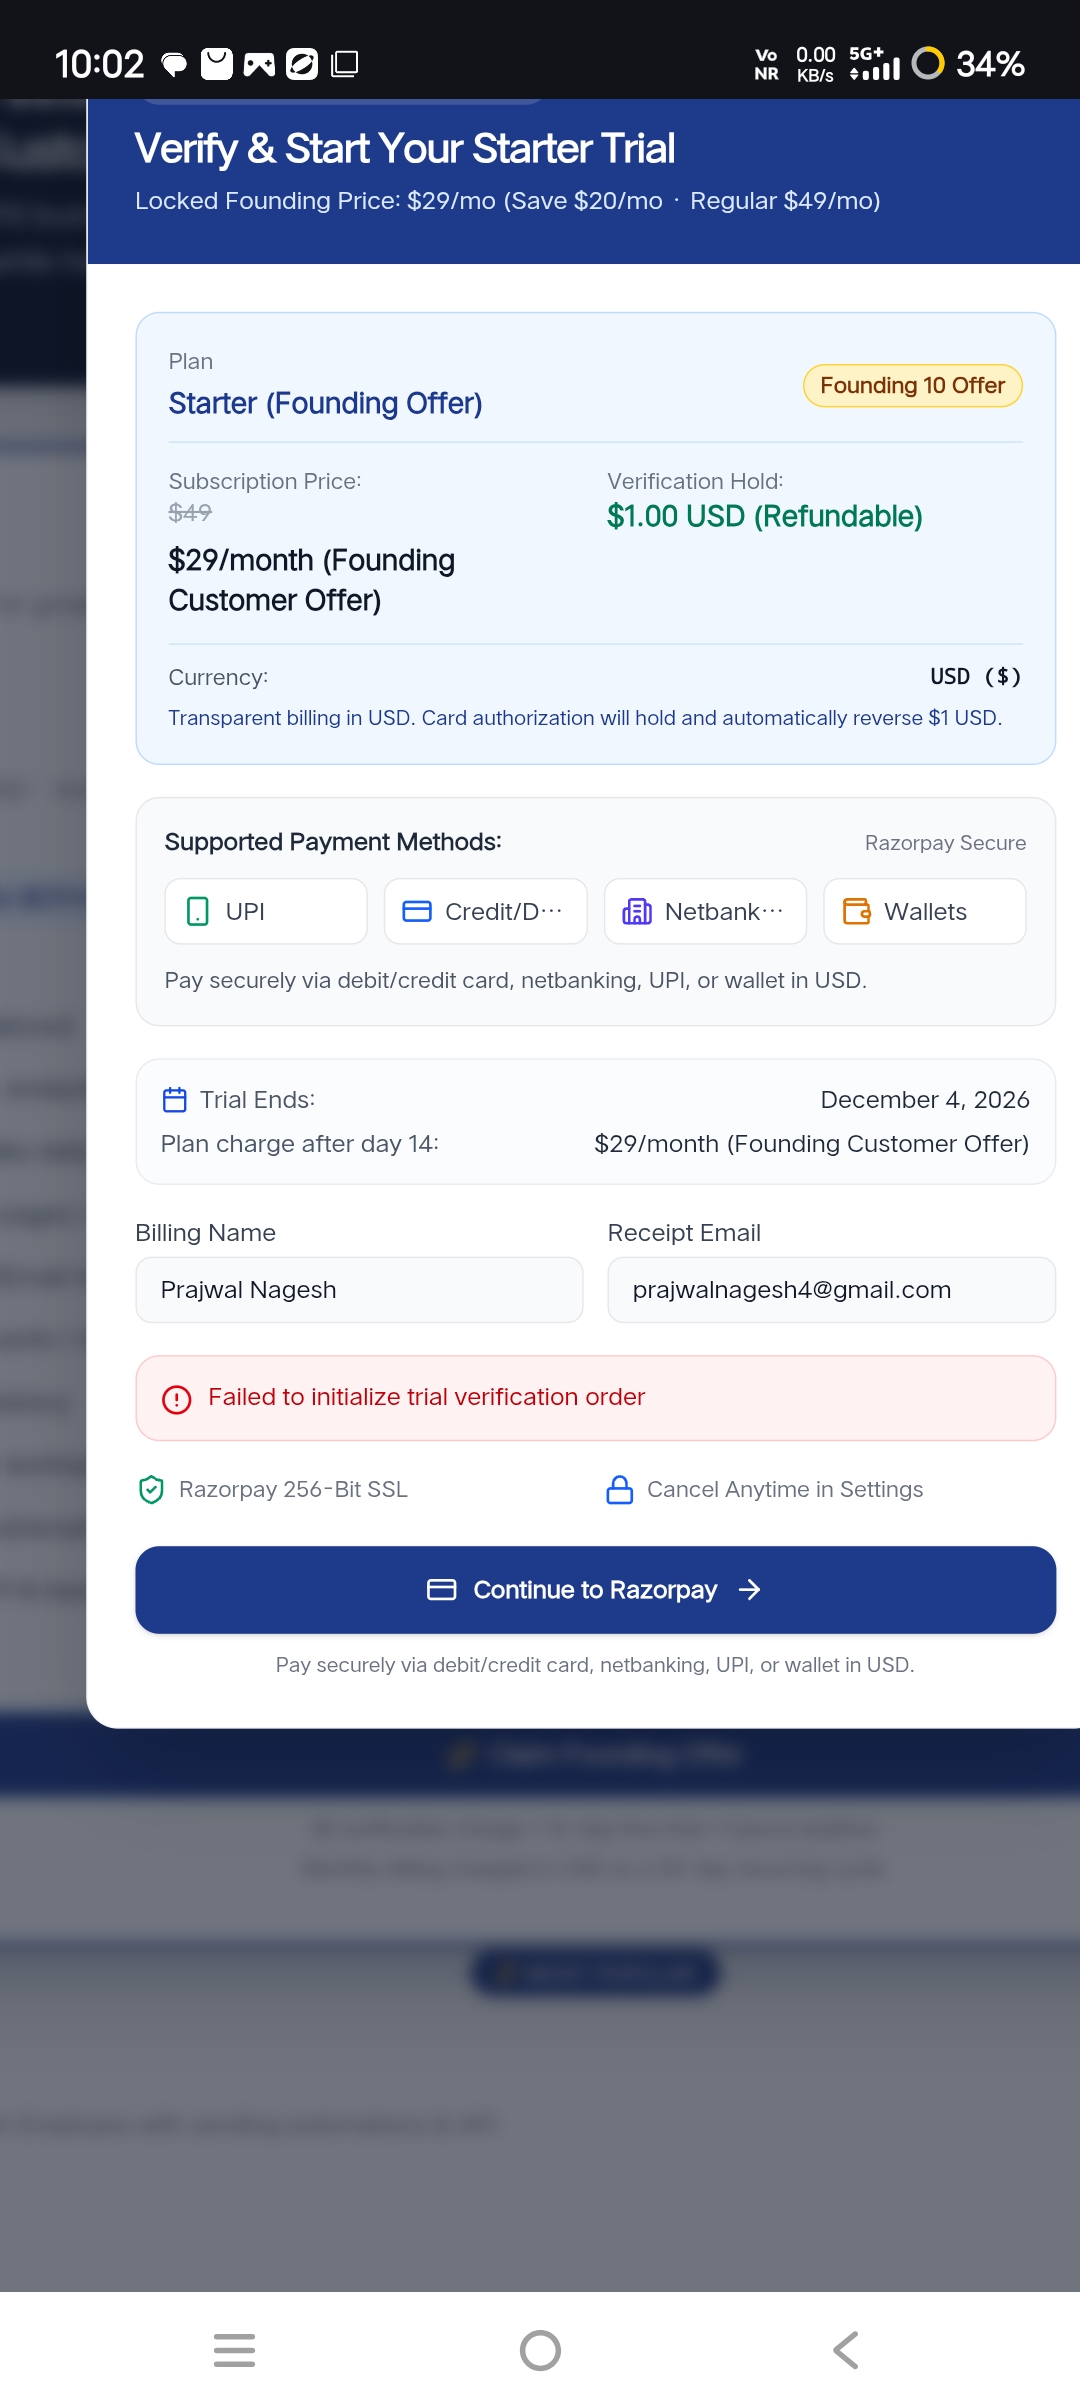 10:02
Vo NR 0.00 KB/s 5G+ 34%
Verify & Start Your Starter Trial
Locked Founding Price: $29/mo (Save $20/mo · Regular $49/mo)
Plan
Starter (Founding Offer)
Founding 10 Offer
Subscription Price:
$49
$29/month (Founding
Customer Offer)
Verification Hold:
$1.00 USD (Refundable)
Currency:
USD ($)
Transparent billing in USD. Card authorization will hold and automatically reverse $1 USD.
Supported Payment Methods:
Razorpay Secure
UPI
Credit/D...
Netbank...
Wallets
Pay securely via debit/credit card, netbanking, UPI, or wallet in USD.
Trial Ends:
December 4, 2026
Plan charge after day 14:
$29/month (Founding Customer Offer)
Billing Name
Receipt Email
Prajwal Nagesh
prajwalnagesh4@gmail.com
Failed to initialize trial verification order
Razorpay 256-Bit SSL
Cancel Anytime in Settings
Continue to Razorpay →
Pay securely via debit/credit card, netbanking, UPI, or wallet in USD.
Claim Founding Offer